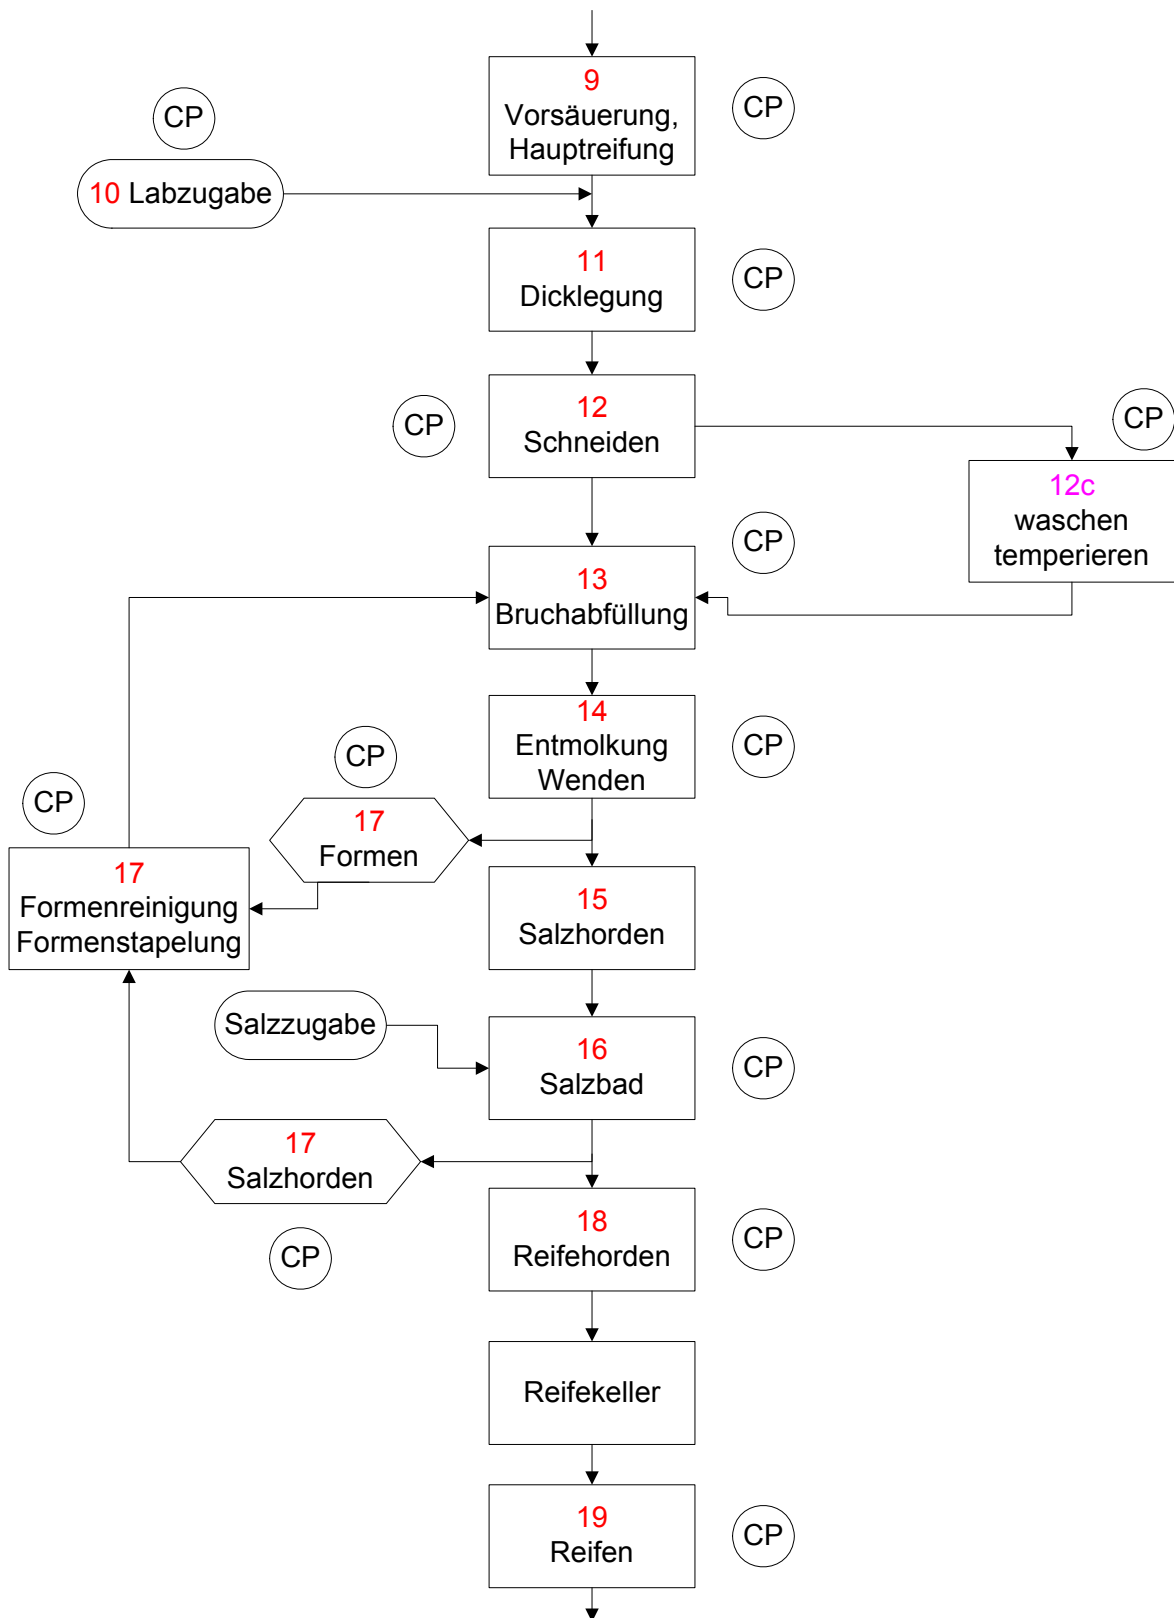 9
Vorsäuerung,
Hauptreifung
CP
CP
10 Labzugabe
11
Dicklegung
CP
12
Schneiden
CP
CP
12c
waschen
temperieren
CP
13
Bruchabfüllung
14
Entmolkung
Wenden
CP
CP
17
Formen
CP
17
Formenreinigung
Formenstapelung
15
Salzhorden
Salzzugabe
16
Salzbad
CP
17
Salzhorden
CP
18
Reifehorden
CP
Reifekeller
19
Reifen
CP